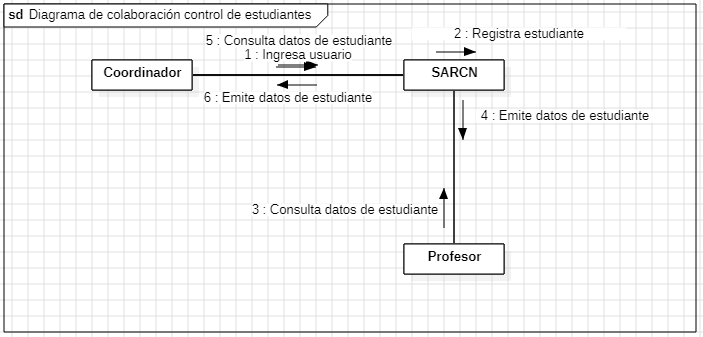 sd Diagrama de colaboración control de estudiantes
2 : Registra estudiante
5 : Consulta datos de estudiante
1 : Ingresa usuario
Coordinador
SARCN
6 : Emite datos de estudiante
4 : Emite datos de estudiante
3 : Consulta datos de estudiante
Profesor